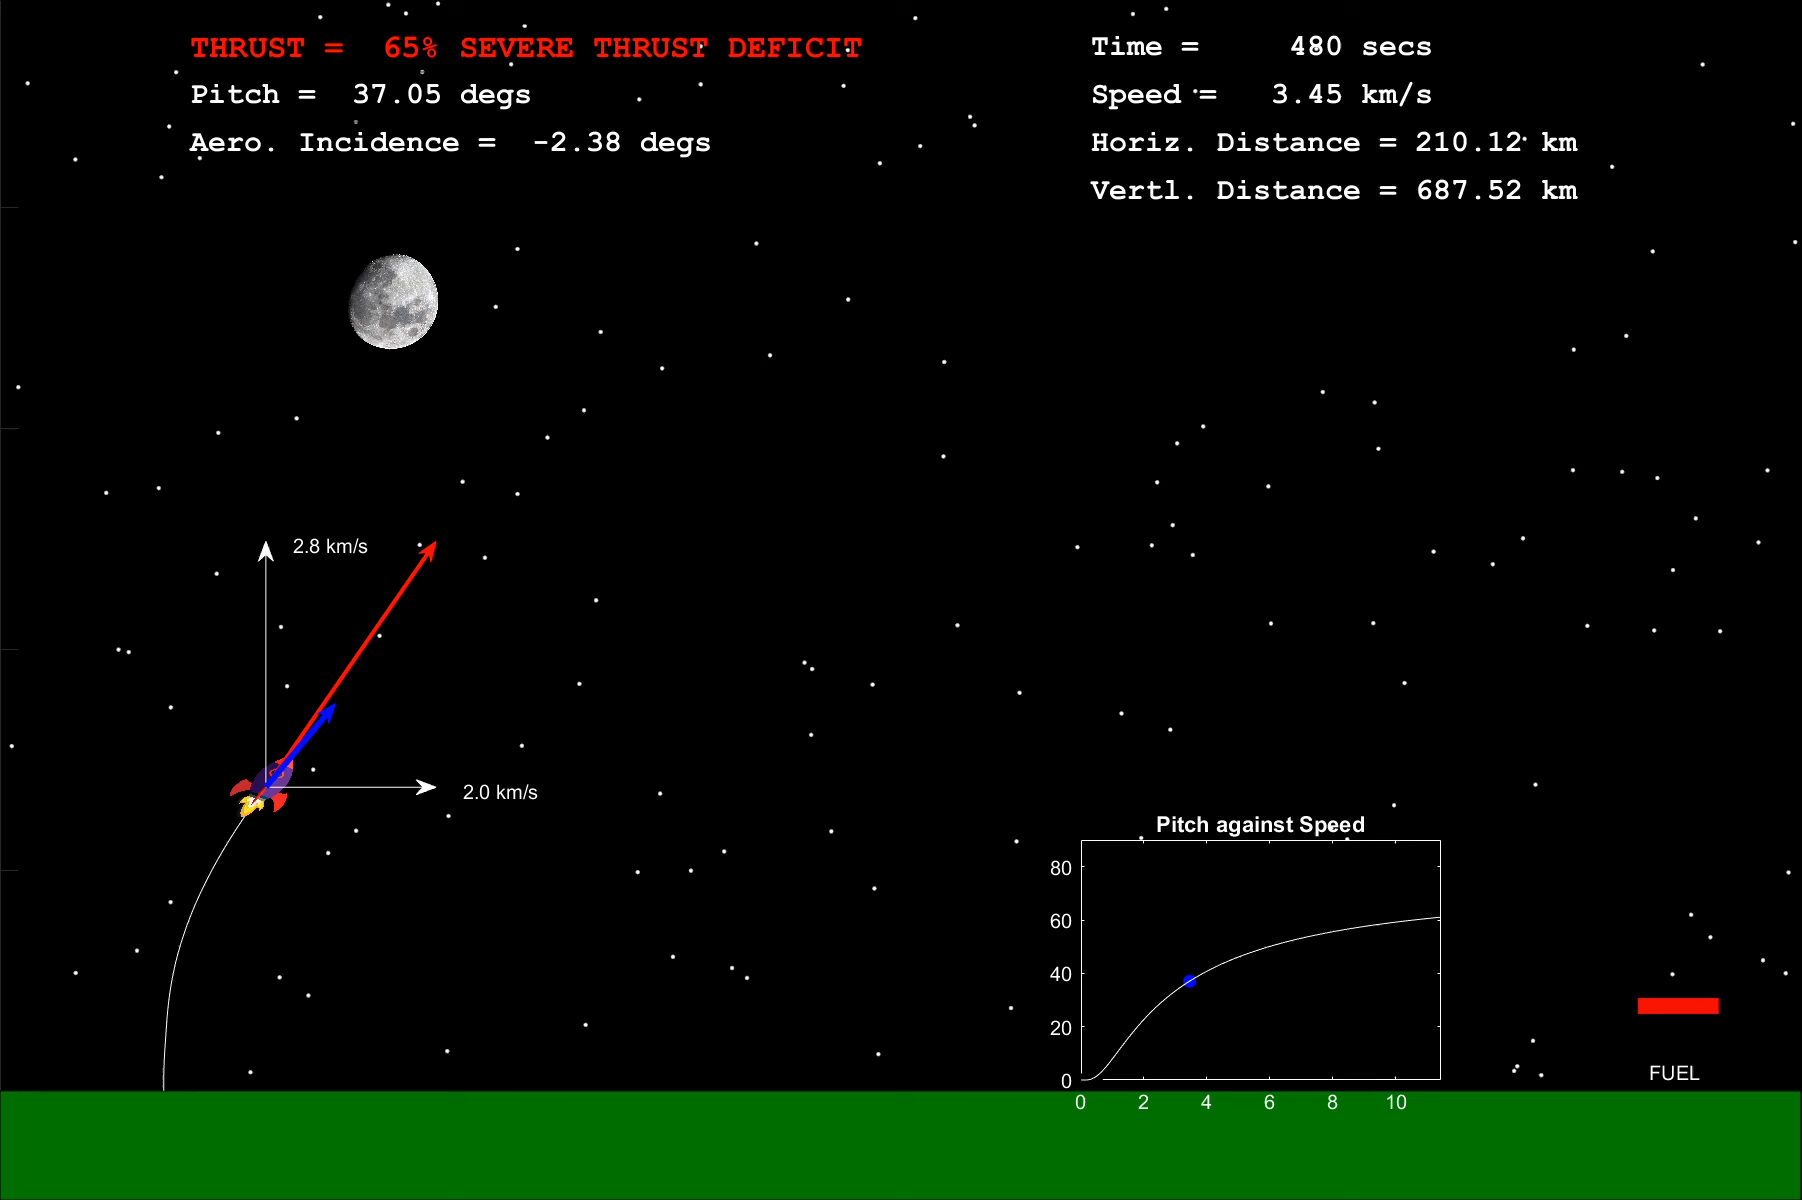 THRUST =  65% SEVERE THRUST DEFICIT
Pitch =  37.05 degs
Aero. Incidence =  -2.38 degs
Time =     480 secs
Speed =   3.45 km/s
Horiz. Distance = 210.12 km
Vertl. Distance = 687.52 km
2.8 km/s
2.0 km/s
Pitch against Speed
80
60
40
20
0
0 2 4 6 8 10
FUEL